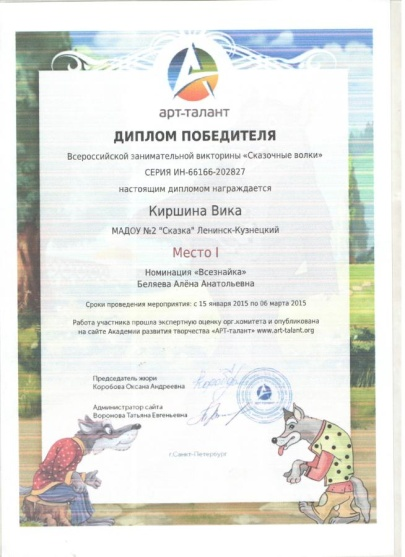 арт-талант
ДИПЛОМ ПОБЕДИТЕЛЯ
Всероссийской занимательной викторины «Сказочные волки»
СЕРИЯ ИН-66166-202827
настоящим дипломом награждается
Киршина Вика
МАДОУ №2 "Сказка" Ленинск-Кузнецкий
Место I
Номинация «Всезнайка»
Беляева Алёна Анатольевна
Сроки проведения мероприятия: с 15 января 2015 по 06 марта 2015
Работа участника прошла экспертную оценку орг.комитета и опубликована
на сайте Академии развития творчества «АРТ-талант» www.art-talent.org
Председатель жюри
Коробова Оксана Андреевна
Администратор сайта
Воронова Татьяна Евгеньевна
г.Санкт-Петербург